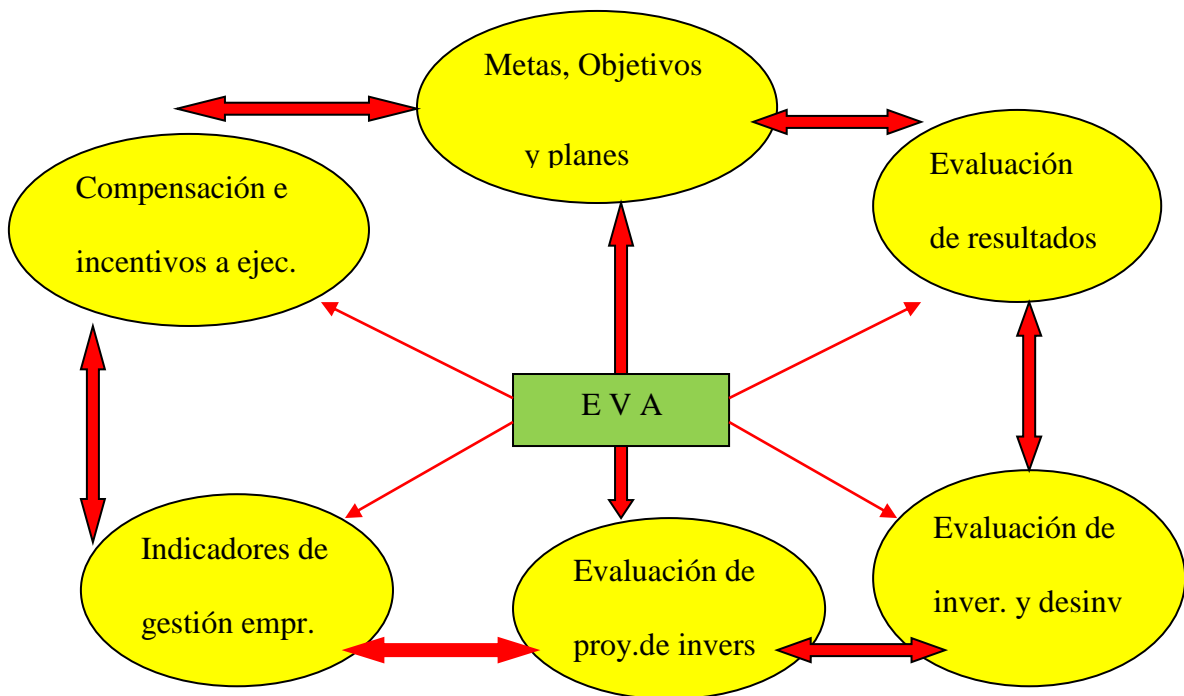 Metas, Objetivos
y planes
Evaluación
de resultados
Compensación e
incentivos a ejec.
E V A
Indicadores de
gestión empr.
Evaluación de
proy.de invers
Evaluación de
inver. y desinv